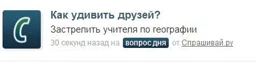 Как удивить друзей?
Застрелить учителя по географии
30 секунд назад на вопрос дня от Спрашивай.ру